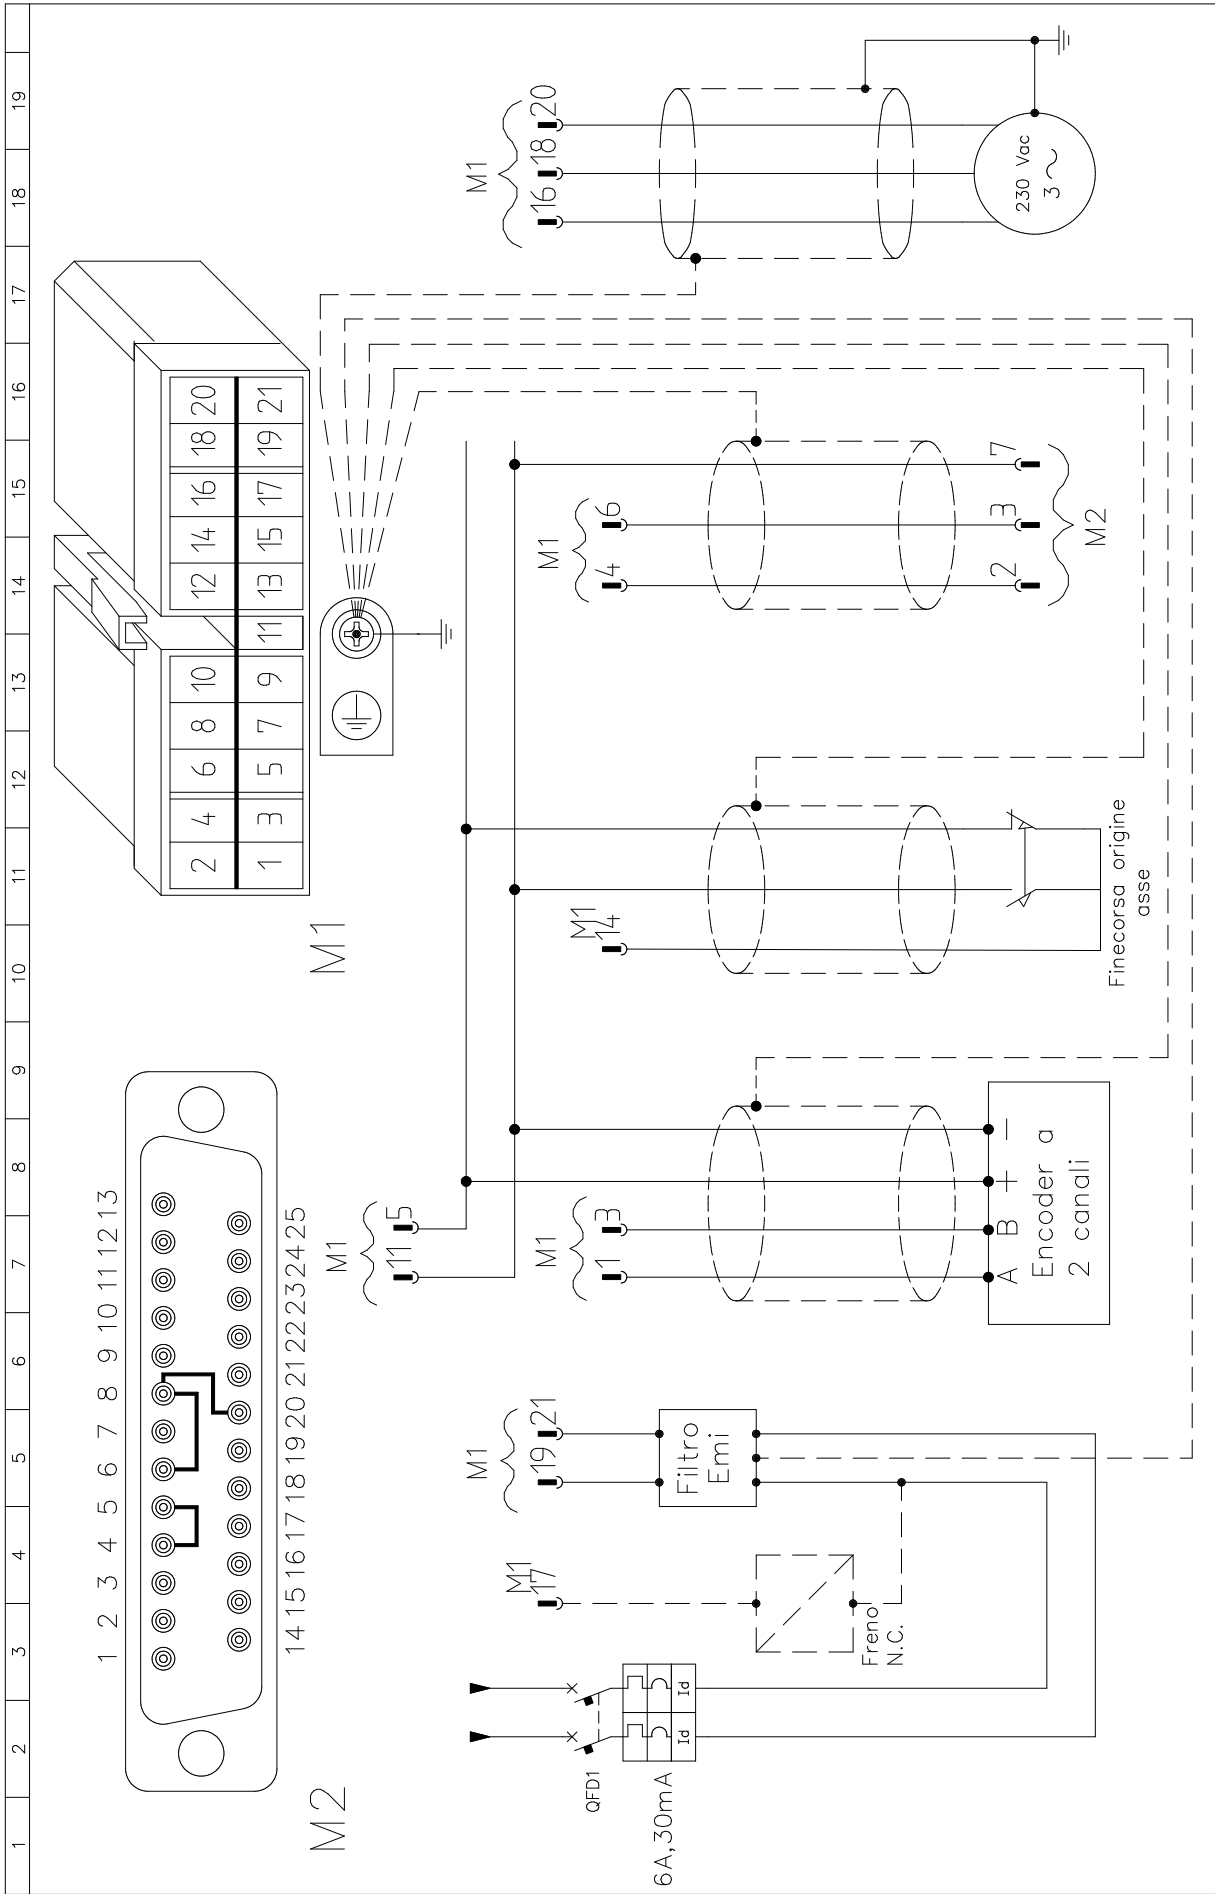 1 2 3 4 5 6 7 8 9 10 11 12 13 14 15 16 17 18 19
1 2 3 4 5 6 7 8 9 10 11 12 13
14 15 16 17 18 19 20 21 22 23 24 25
M2
2 4 6 8 10 12 14 16 18 20
1 3 5 7 9 11 13 15 17 19 21
M1
QFD1
6A,30mA
Id Id
M1
17
Freno
N.C.
M1
19 21
Filtro
Emi
M1
11 5
M1
1 3
A B + −
Encoder a
2 canali
M1
14
Finecorsa origine
asse
M1
4 6
2 3 7
M2
M1
16 18 20
230 Vac
3 ~